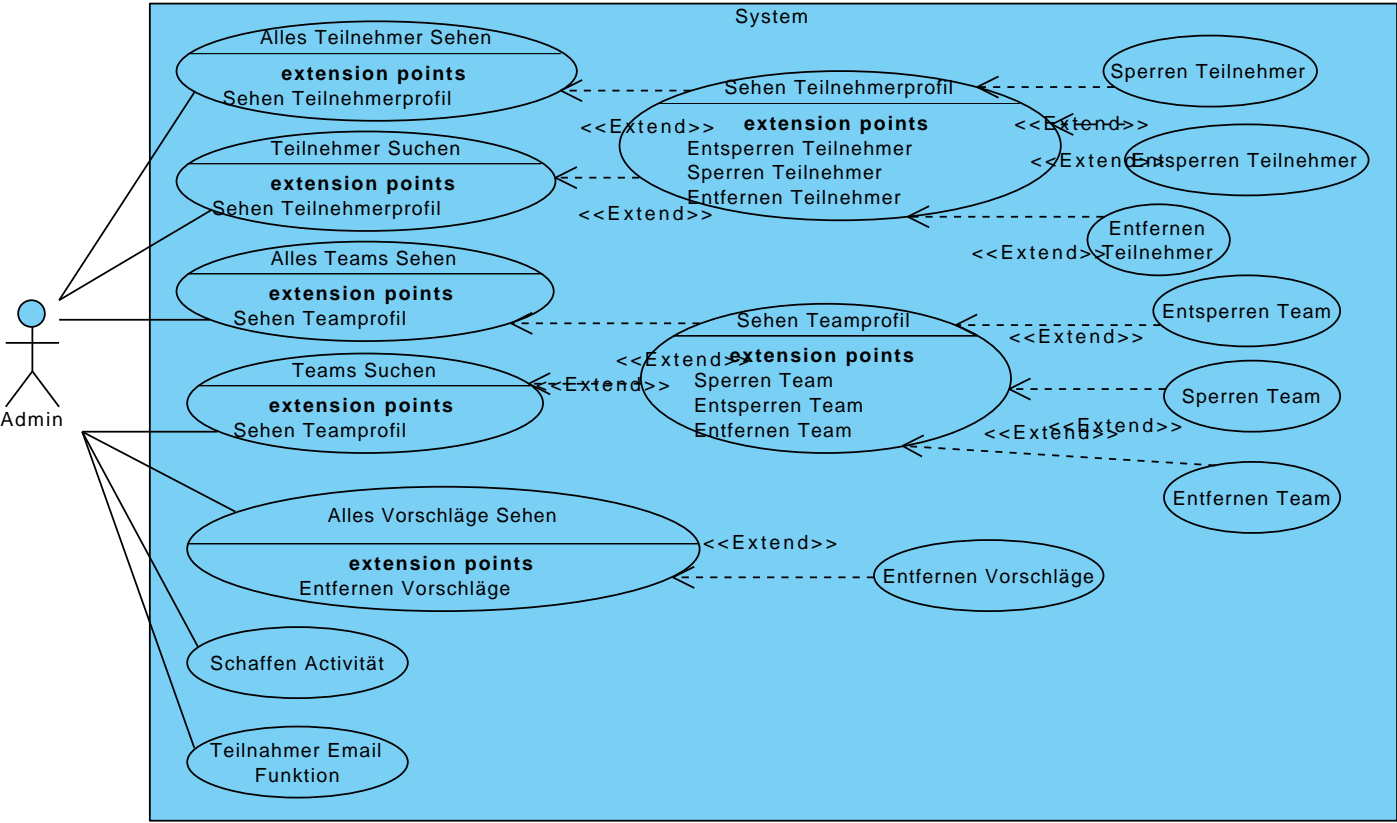 System
Alles Teilnehmer Sehen
extension points
Sehen Teilnehmerprofil
Teilnehmer Suchen
extension points
Sehen Teilnehmerprofil
Alles Teams Sehen
extension points
Sehen Teamprofil
Teams Suchen
extension points
Sehen Teamprofil
Alles Vorschläge Sehen
extension points
Entfernen Vorschläge
Schaffen Activität
Teilnahmer Email
Funktion
Admin
<<Extend>>
<<Extend>>
Sehen Teilnehmerprofil
extension points
Entsperren Teilnehmer
Sperren Teilnehmer
Entfernen Teilnehmer
<<Extend>>
<<Extend>>
<<Extend>>
Sperren Teilnehmer
Entsperren Teilnehmer
Entfernen
Teilnehmer
<<Extend>>
<<Extend>>
Sehen Teamprofil
extension points
Sperren Team
Entsperren Team
Entfernen Team
<<Extend>>
<<Extend>>
<<Extend>>
Entsperren Team
Sperren Team
Entfernen Team
<<Extend>>
Entfernen Vorschläge